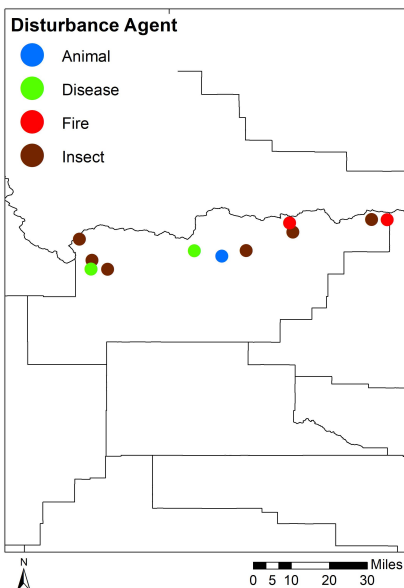 Disturbance Agent
Animal
Disease
Fire
Insect
N
Miles
0 5 10 20 30